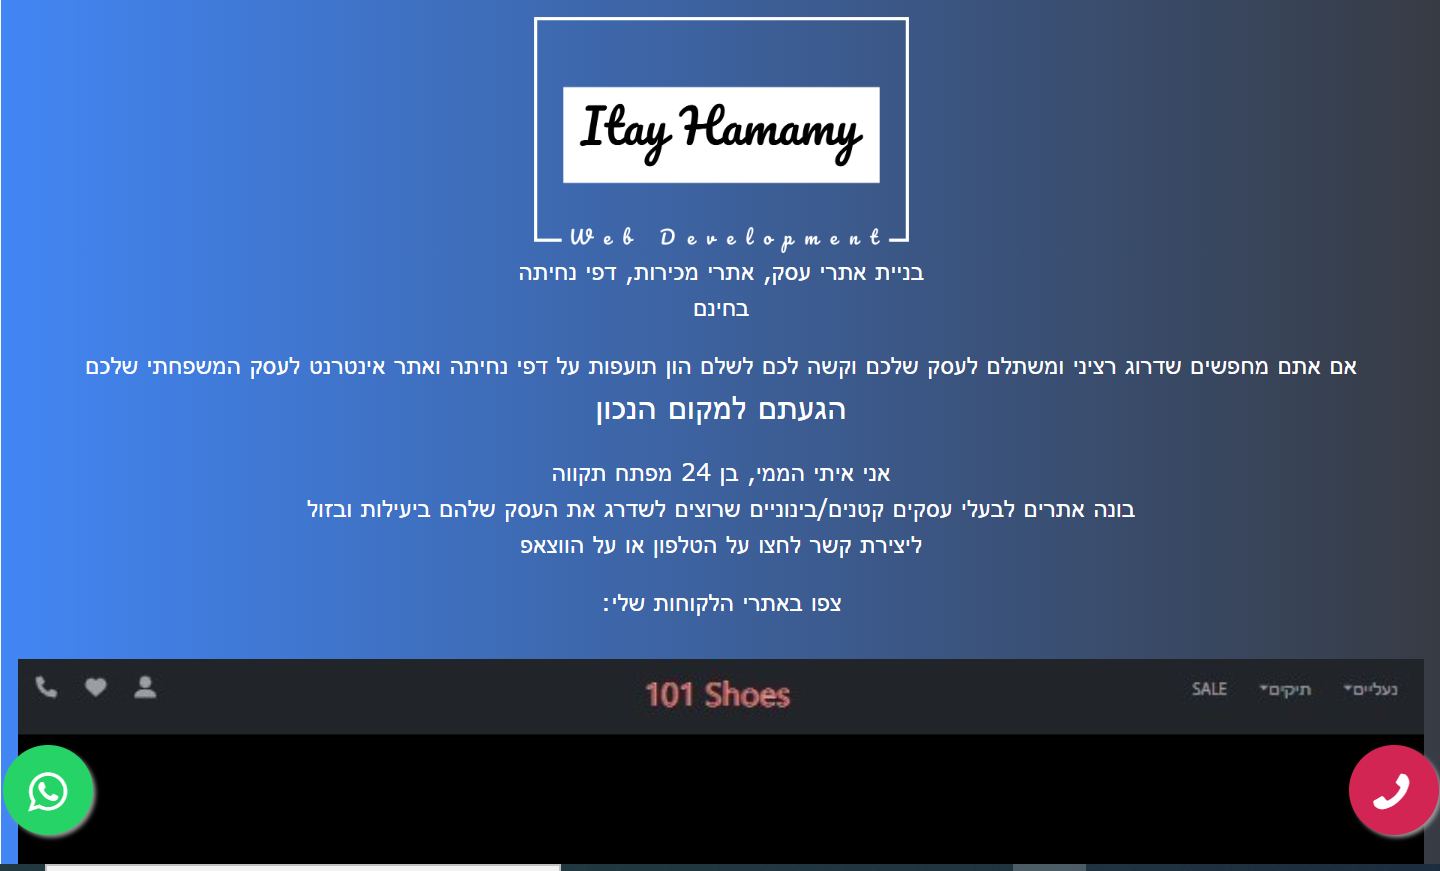 Itay Hamamy
Web Development
בניית אתרי עסק, אתרי מכירות, דפי נחיתה
בחינם
אם אתם מחפשים שדרוג רציני ומשתלם לעסק שלכם וקשה לכם לשלם הון תועפות על דפי נחיתה ואתר אינטרנט לעסק המשפחתי שלכם
הגעתם למקום הנכון
אני איתי הממי, בן 24 מפתח תקווה
בונה אתרים לבעלי עסקים קטנים/בינוניים שרוצים לשדרג את העסק שלהם ביעילות ובזול
ליצירת קשר לחצו על הטלפון או על הווצאפ
צפו באתרי הלקוחות שלי:
נעליים תיקים SALE
101 Shoes